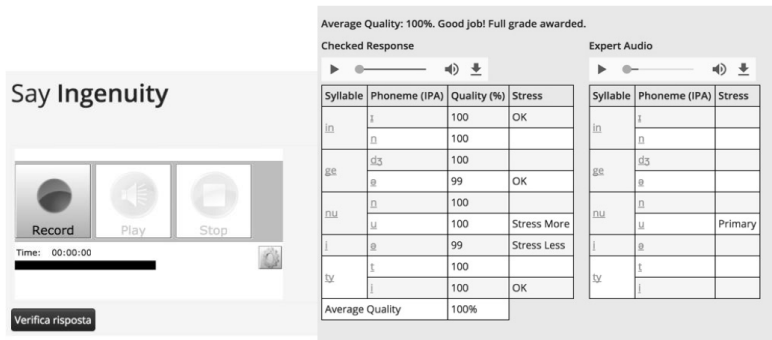 Say Ingenuity
Record Play Stop
Time: 00:00:00
Verifica risposta
Average Quality: 100%. Good job! Full grade awarded.
Checked Response
Syllable Phoneme (IPA) Quality (%) Stress
in ɪ 100 OK
n 100
ge dʒ 100
ɵ 99 OK
nu n 100
u 100 Stress More
i ɵ 99 Stress Less
ty t 100
i 100 OK
Average Quality 100%
Expert Audio
Syllable Phoneme (IPA) Stress
in ɪ
n
ge dʒ
ɵ
nu n
u Primary
i ɵ
ty t
i